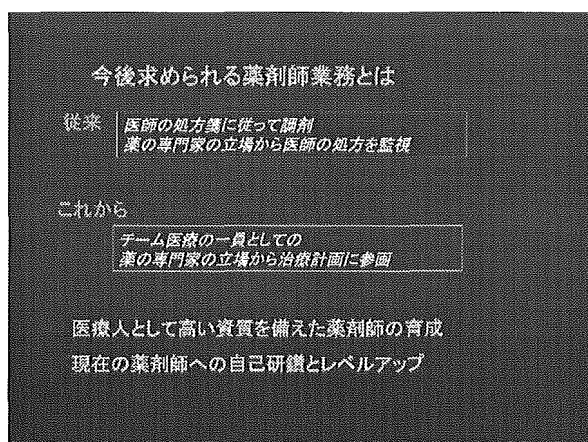 今後求められる薬剤師業務とは
従来
医師の処方箋に従って調剤
薬の専門家の立場から医師の処方を監視
これから
チーム医療の一員としての
薬の専門家の立場から治療計画に参画
医療人として高い資質を備えた薬剤師の育成
現在の薬剤師への自己研鑽とレベルアップ